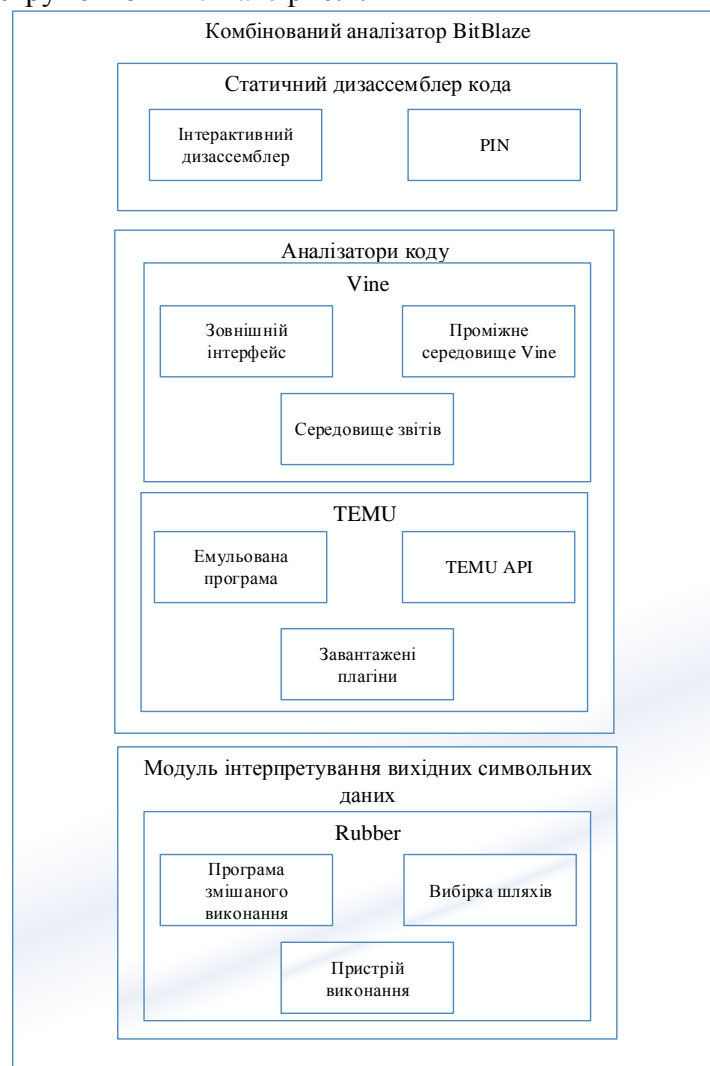 Комбінований аналізатор BitBlaze
Статичний дизассемблер кода
Інтерактивний
дизассемблер
PIN
Аналізатори коду
Vine
Зовнішній
інтерфейс
Проміжне
середовище Vine
Середовище звітів
TEMU
Емульована
програма
TEMU API
Завантажені
плагіни
Модуль інтерпретування вихідних символьних
даних
Rubber
Програма
змішаного
виконання
Вибірка шляхів
Пристрій
виконання